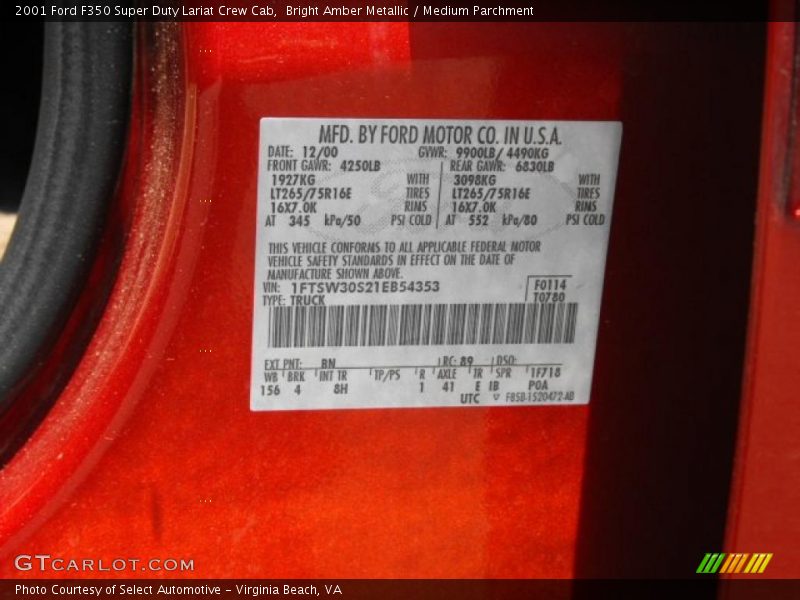 2001 Ford F350 Super Duty Lariat Crew Cab,  Bright Amber Metallic / Medium Parchment
MFD. BY FORD MOTOR CO. IN U.S.A.
DATE: 12/00 GVWR: 9900LB/ 4490KG
FRONT GAWR: 4250LB REAR GAWR: 6830LB
1927KG WITH 3098KG WITH
LT265/75R16E TIRES LT265/75R16E TIRES
16X7.0K RIMS 16X7.0K RIMS
AT 345 kPa/50 PSI COLD AT 552 kPa/80 PSI COLD
THIS VEHICLE CONFORMS TO ALL APPLICABLE FEDERAL MOTOR
VEHICLE SAFETY STANDARDS IN EFFECT ON THE DATE OF
MANUFACTURE SHOWN ABOVE.
VIN: 1FTSW30S21EB54353 F0114
TYPE: TRUCK T0780
EXT PNT: BN RC: 89 DSO:
WB BRK INT TR TP/PS R AXLE TR SPR 1F718
156 4 8H 1 41 E IB POA
UTC F85B-1520472-AB
GTCARLOT.COM
Photo Courtesy of Select Automotive - Virginia Beach, VA